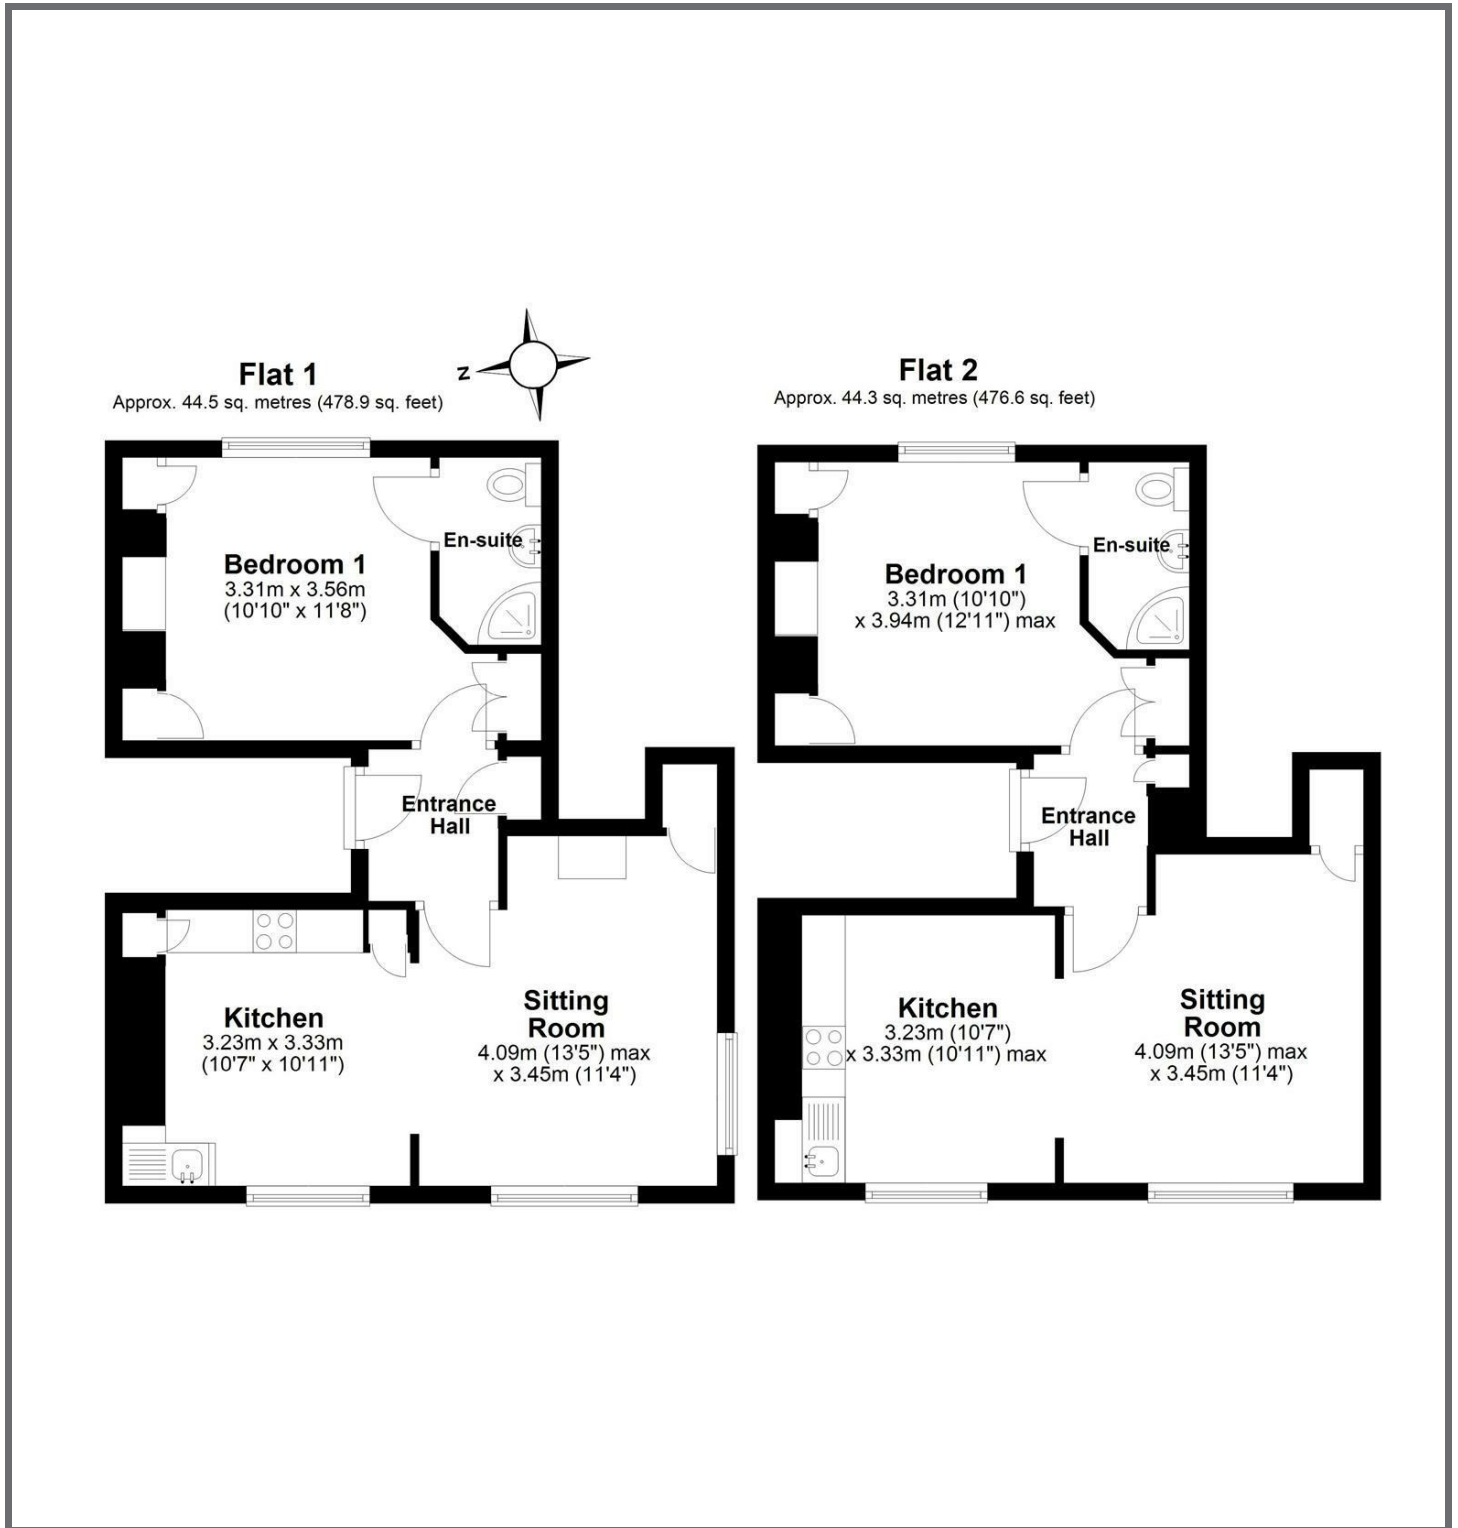 Flat 1
Approx. 44.5 sq. metres (478.9 sq. feet)
N
Bedroom 1
3.31m x 3.56m
(10'10" x 11'8")
En-suite
Entrance
Hall
Kitchen
3.23m x 3.33m
(10'7" x 10'11")
Sitting
Room
4.09m (13'5") max
x 3.45m (11'4")
Flat 2
Approx. 44.3 sq. metres (476.6 sq. feet)
Bedroom 1
3.31m (10'10")
x 3.94m (12'11") max
En-suite
Entrance
Hall
Kitchen
3.23m (10'7")
x 3.33m (10'11") max
Sitting
Room
4.09m (13'5") max
x 3.45m (11'4")